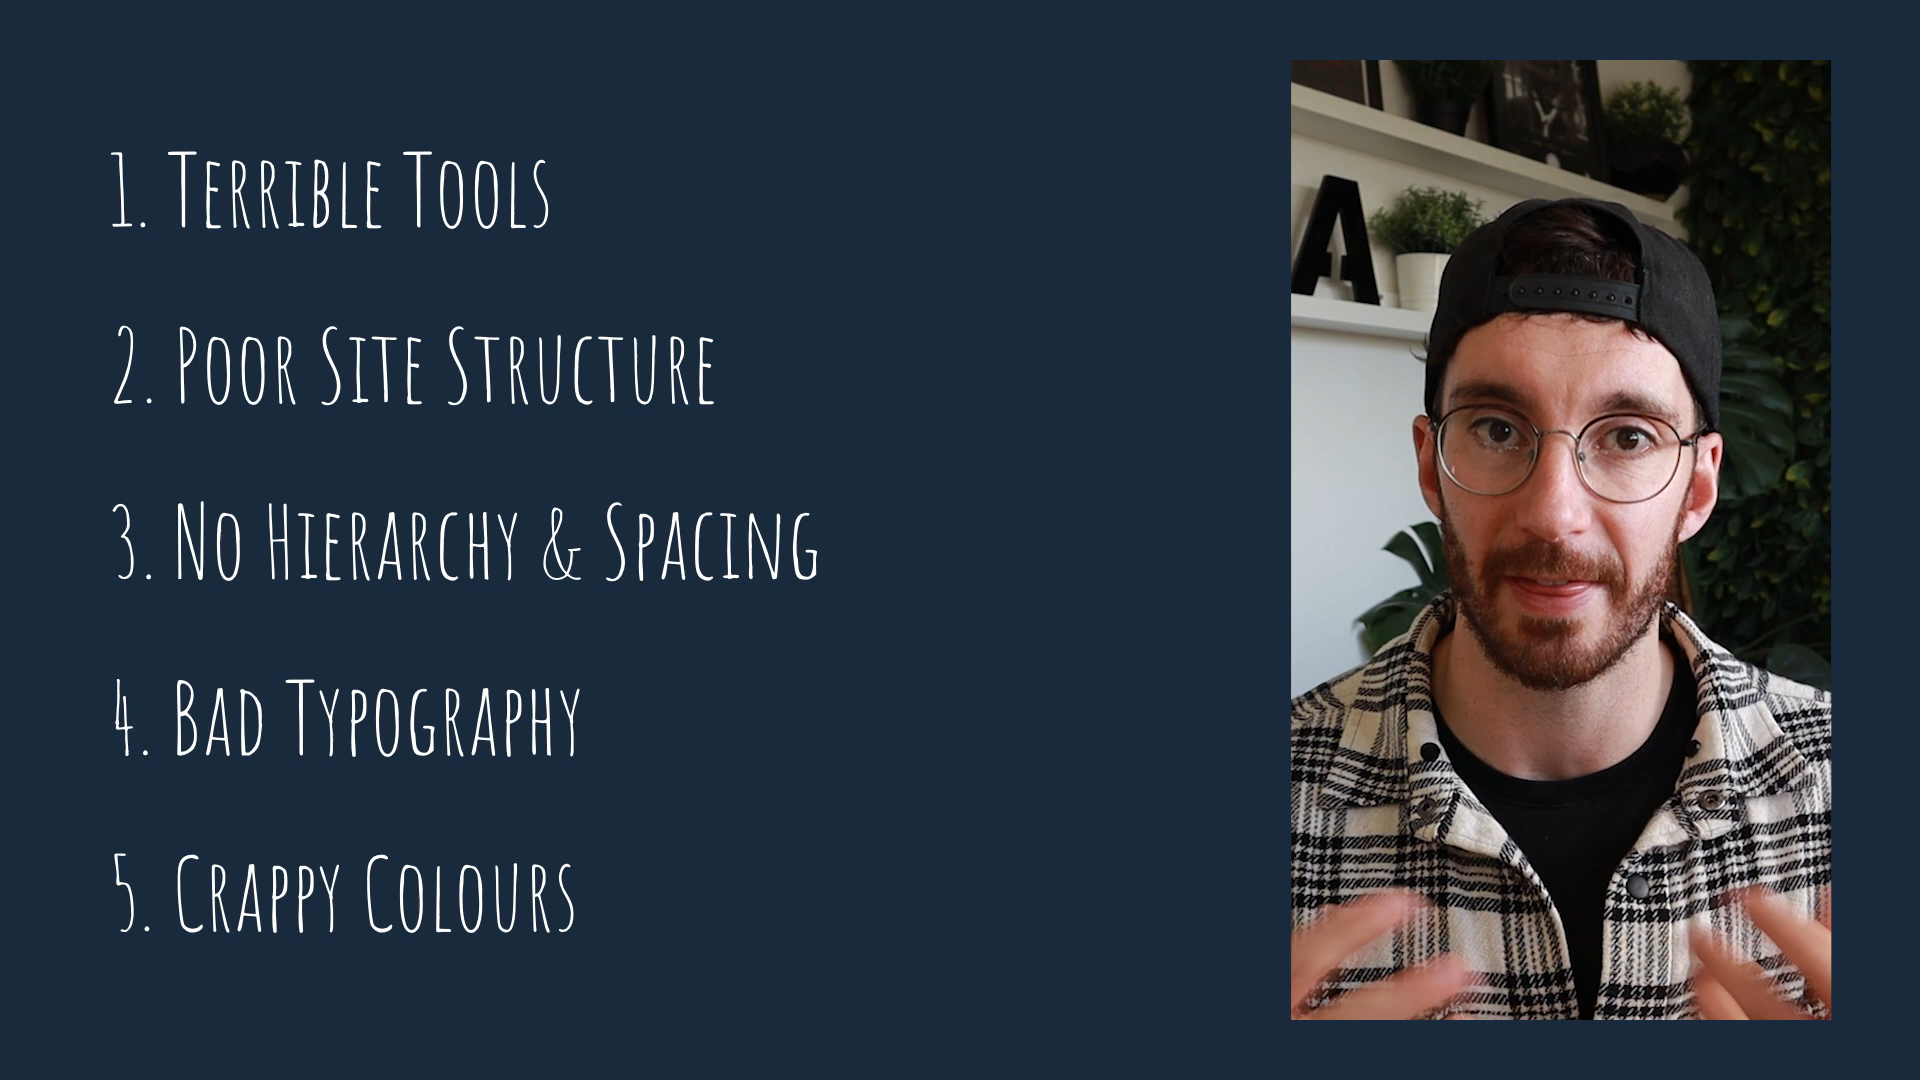 1. Terrible Tools
2. Poor Site Structure
3. No Hierarchy & Spacing
4. Bad Typography
5. Crappy Colours
A
Y